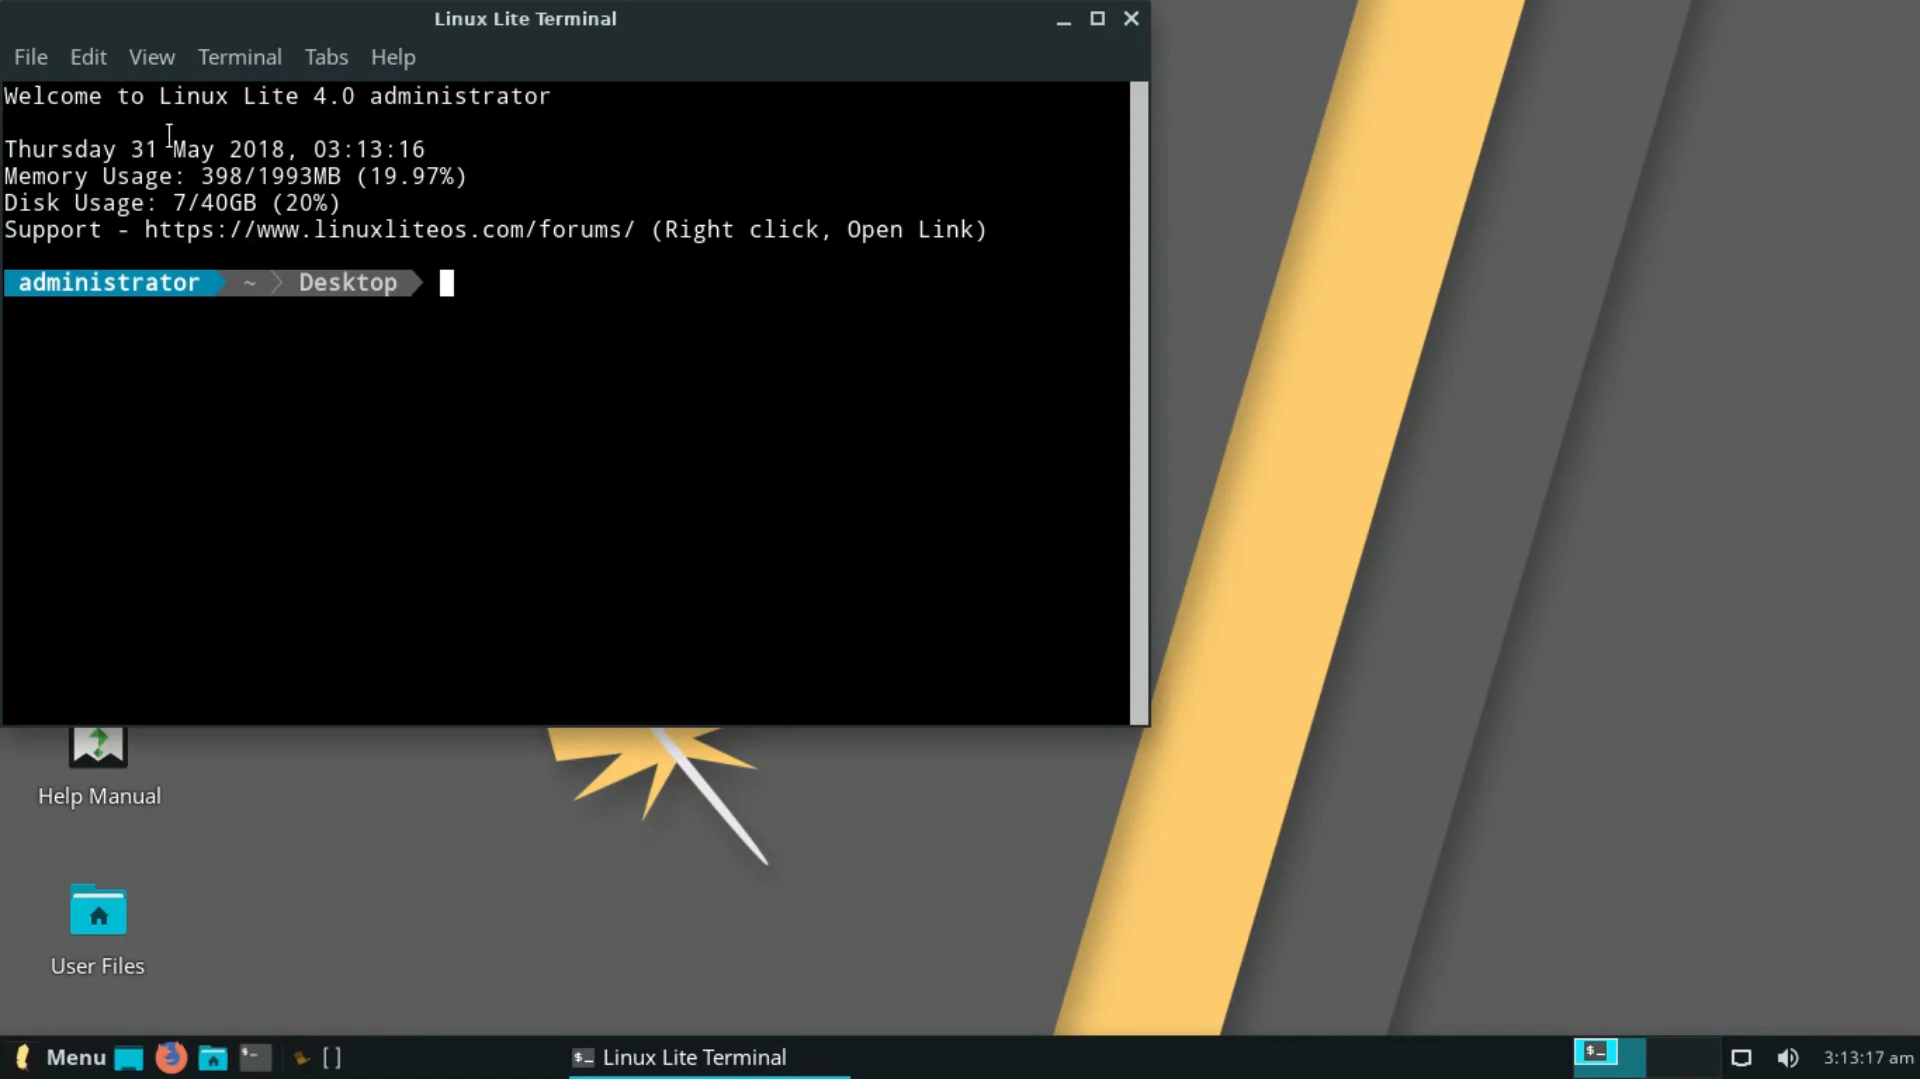 Linux Lite Terminal
File Edit View Terminal Tabs Help
Welcome to Linux Lite 4.0 administrator
Thursday 31 May 2018, 03:13:16
Memory Usage: 398/1993MB (19.97%)
Disk Usage: 7/40GB (20%)
Support - https://www.linuxliteos.com/forums/ (Right click, Open Link)
administrator ~ Desktop
Help Manual
User Files
Menu [] $_ Linux Lite Terminal $_ 3:13:17 am